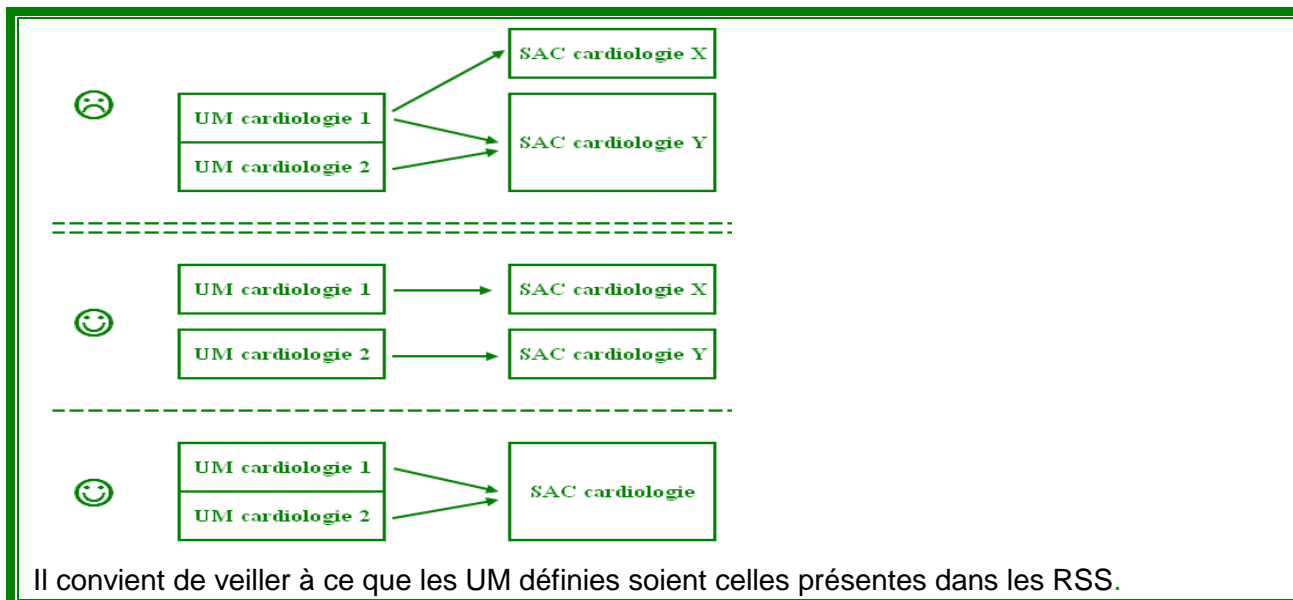 SAC cardiologie X
UM cardiologie 1
SAC cardiologie Y
UM cardiologie 2
UM cardiologie 1
SAC cardiologie X
UM cardiologie 2
SAC cardiologie Y
UM cardiologie 1
SAC cardiologie
UM cardiologie 2
Il convient de veiller à ce que les UM définies soient celles présentes dans les RSS.